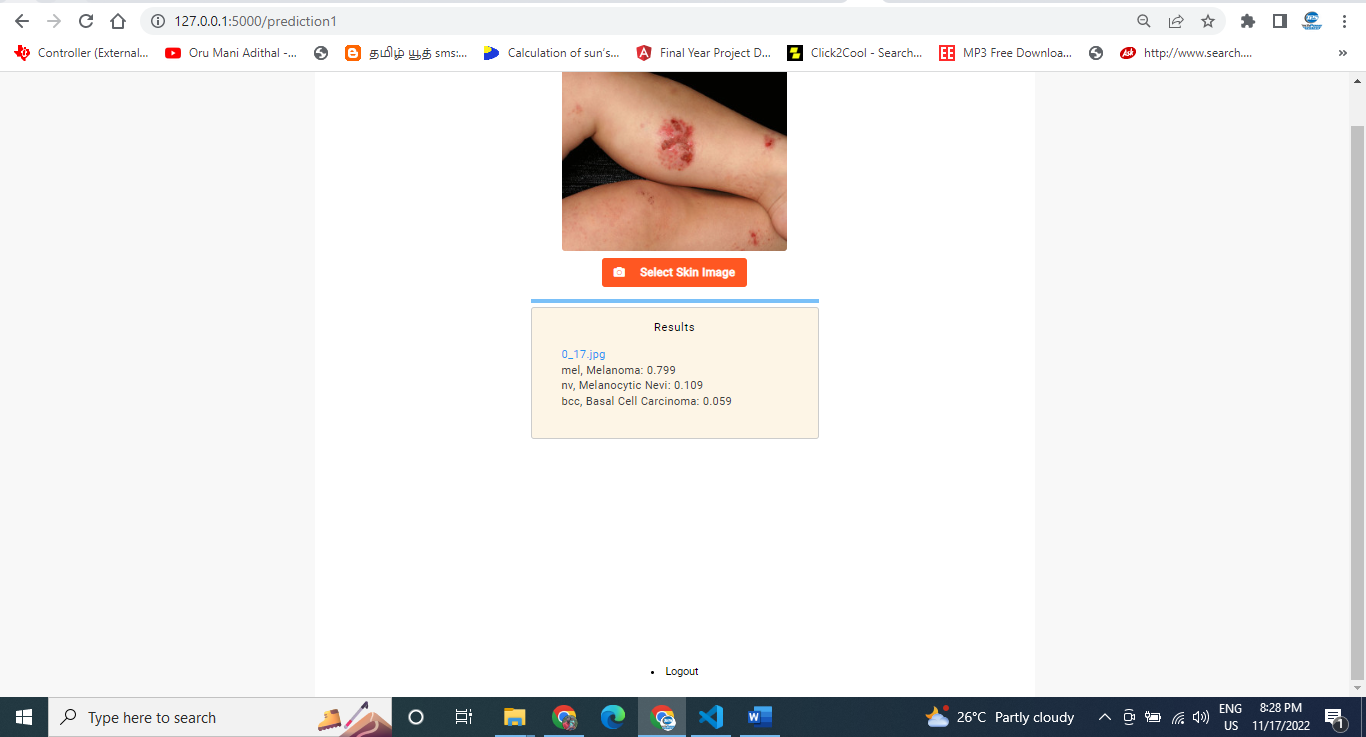 127.0.0.1:5000/prediction1
Controller (External...
Oru Mani Adithal -...
தமிழ் யூத் sms:...
Calculation of sun's...
Final Year Project D...
Click2Cool - Search...
EE
MP3 Free Downloa...
Ask
http://www.search....
»
Select Skin Image
Results
0_17.jpg
mel, Melanoma: 0.799
nv, Melanocytic Nevi: 0.109
bcc, Basal Cell Carcinoma: 0.059
• Logout
Type here to search
26°C Partly cloudy
ENG
US
8:28 PM
11/17/2022
1